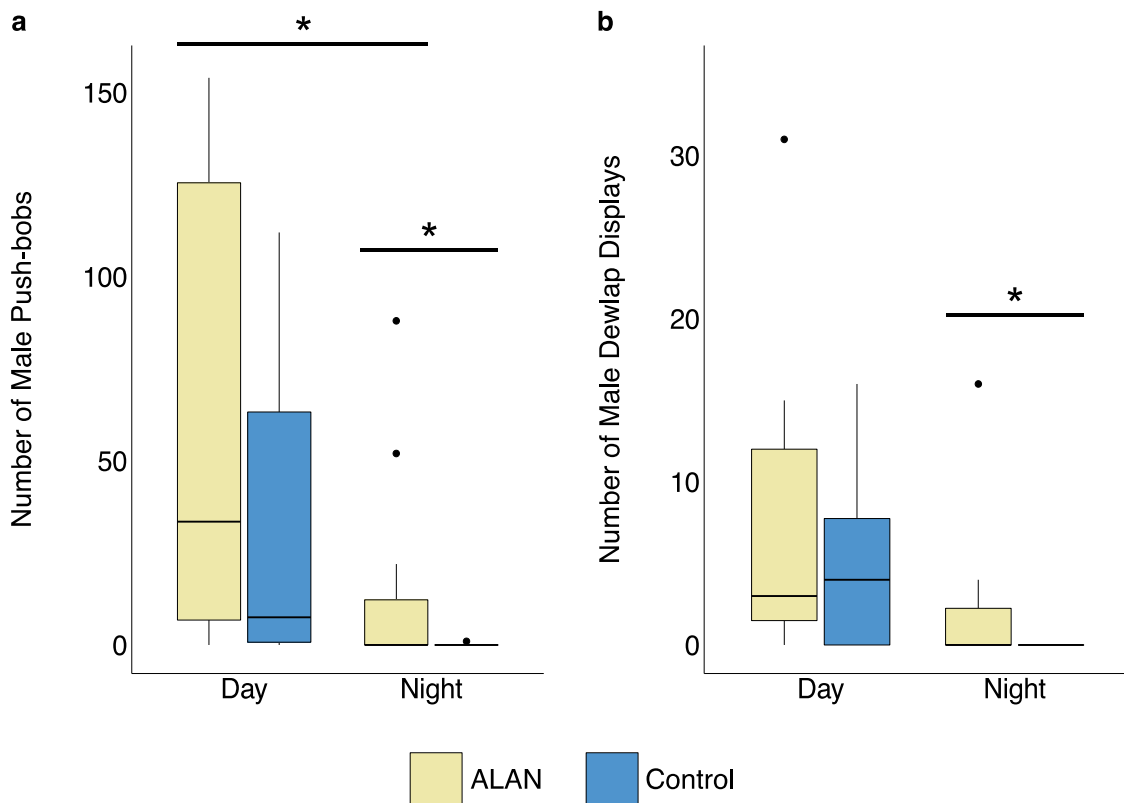 a
*
150
100
50
0
*
Number of Male Push-bobs
Day
Night
b
30
20
10
0
*
Number of Male Dewlap Displays
Day
Night
ALAN
Control